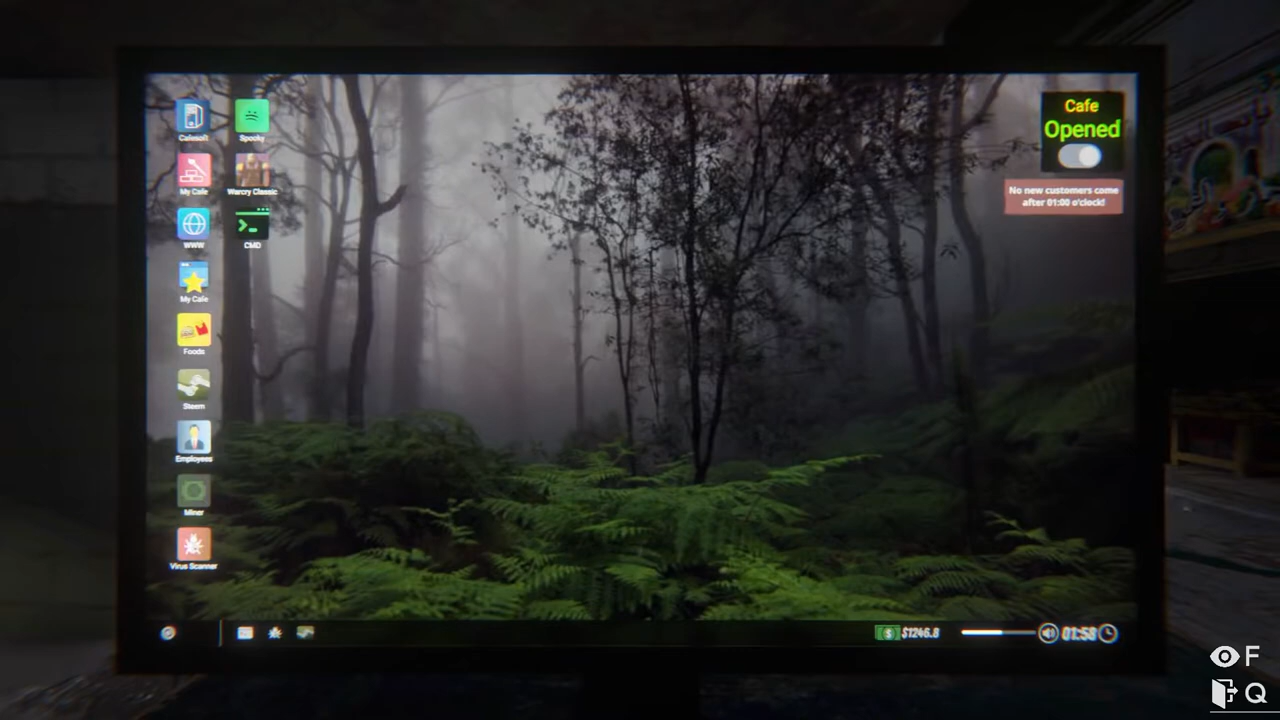 Cafesoft
Spooky
My Cafe
Warcry Classic
WWW
CMD
My Cafe
Foods
Steem
Employees
Miner
Virus Scanner
Cafe
Opened
No new customers come
after 01:00 o'clock!
$1246.8
01:58
F
Q